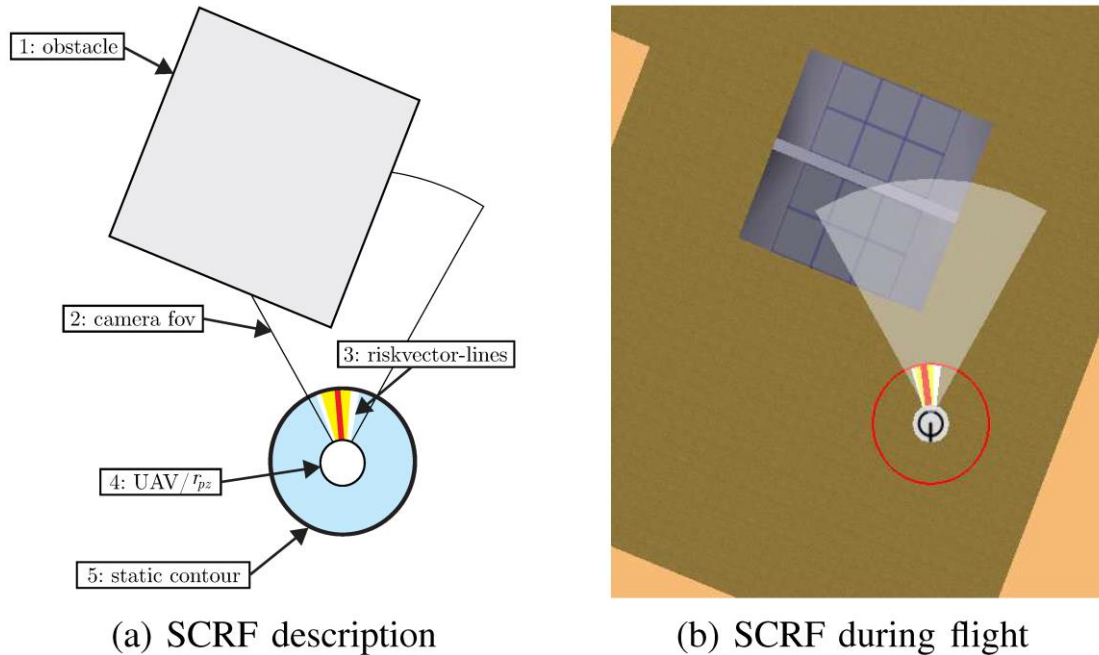 1: obstacle
2: camera fov
3: riskvector-lines
4: UAV/r_pz
5: static contour
(a) SCRF description
(b) SCRF during flight